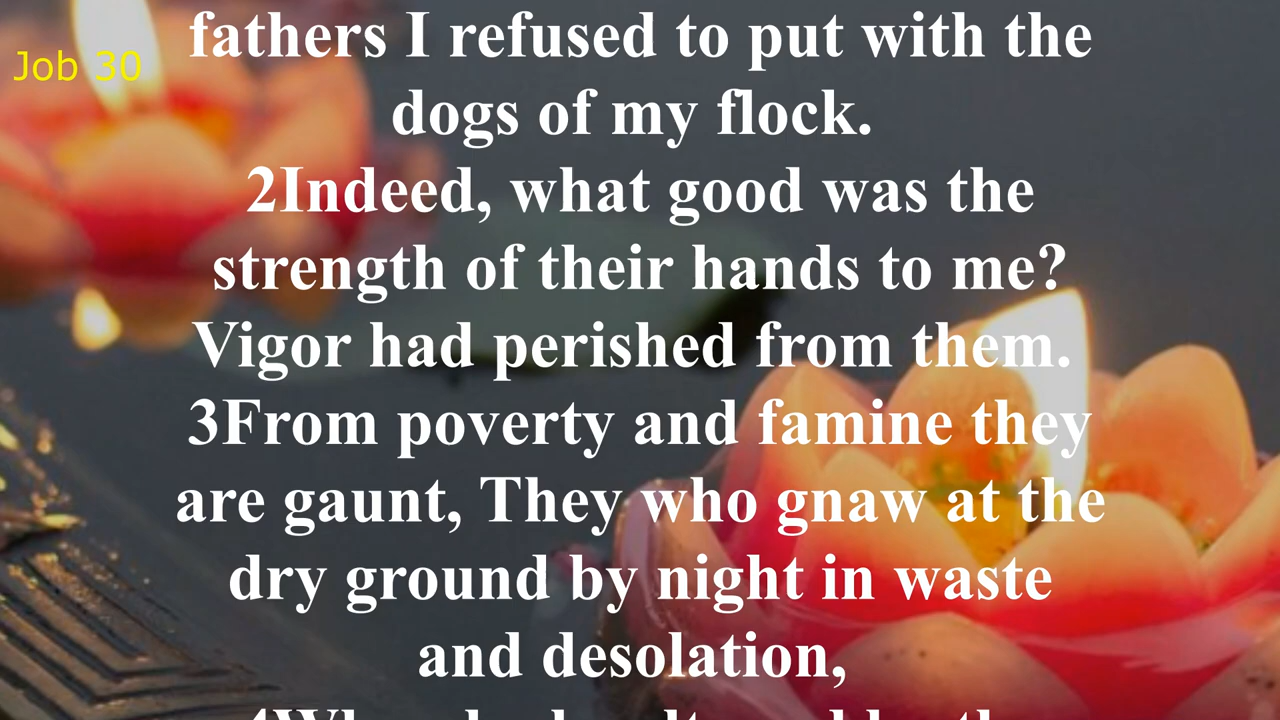 Job 30
fathers I refused to put with the
dogs of my flock.
2Indeed, what good was the
strength of their hands to me?
Vigor had perished from them.
3From poverty and famine they
are gaunt, They who gnaw at the
dry ground by night in waste
and desolation,